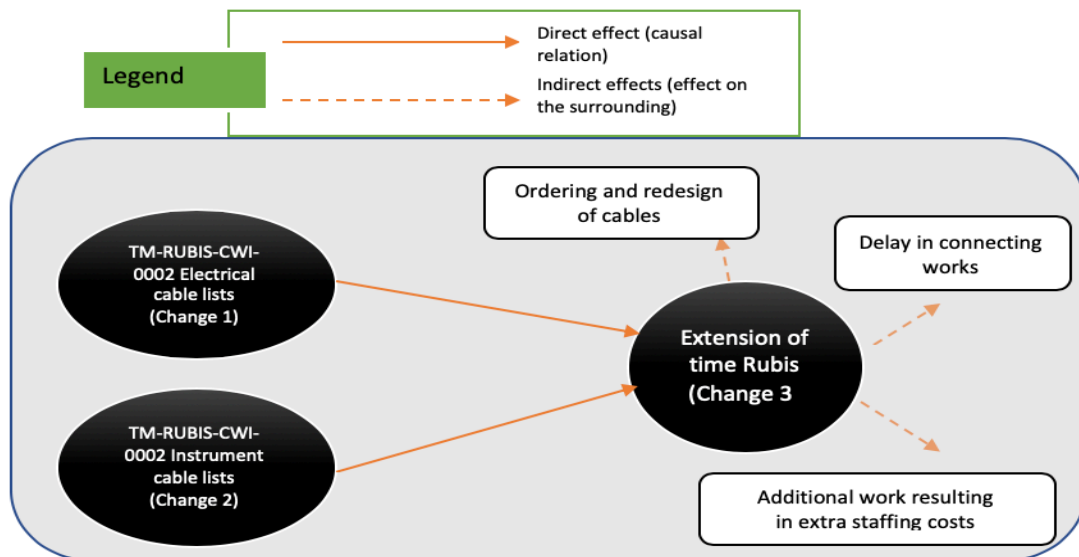 Legend
Direct effect (causal
relation)
Indirect effects (effect on
the surrounding)
Ordering and redesign
of cables
TM-RUBIS-CWI-
0002 Electrical
cable lists
(Change 1)
Delay in connecting
works
Extension of
time Rubis
(Change 3
TM-RUBIS-CWI-
0002 Instrument
cable lists
(Change 2)
Additional work resulting
in extra staffing costs